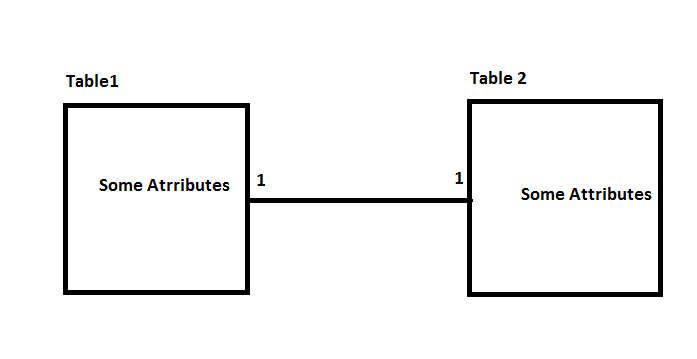 Table1
Table 2
Some Atrributes
1
1
Some Attributes